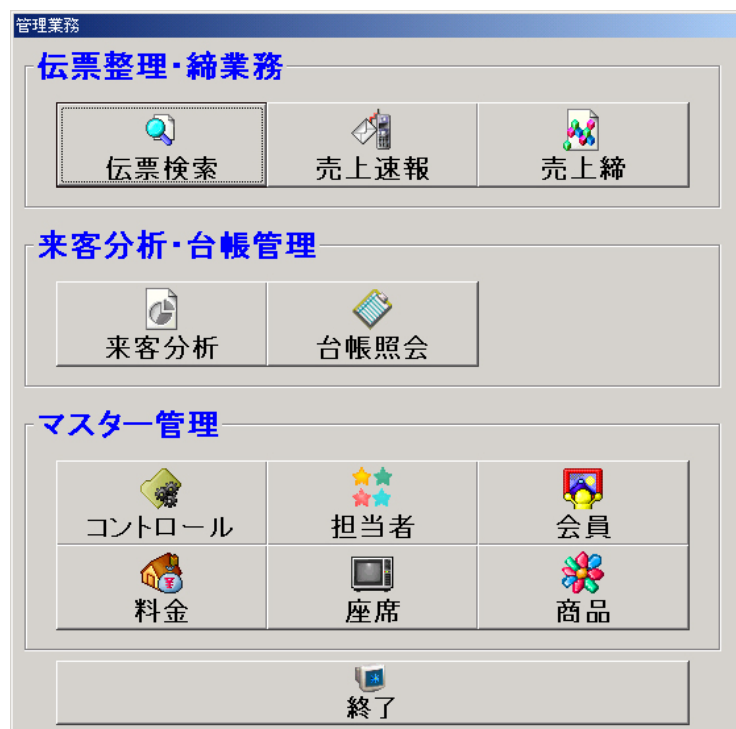 管理業務
伝票整理・締業務
伝票検索
売上速報
売上締
来客分析・台帳管理
来客分析
台帳照会
マスター管理
コントロール
担当者
会員
料金
座席
商品
終了